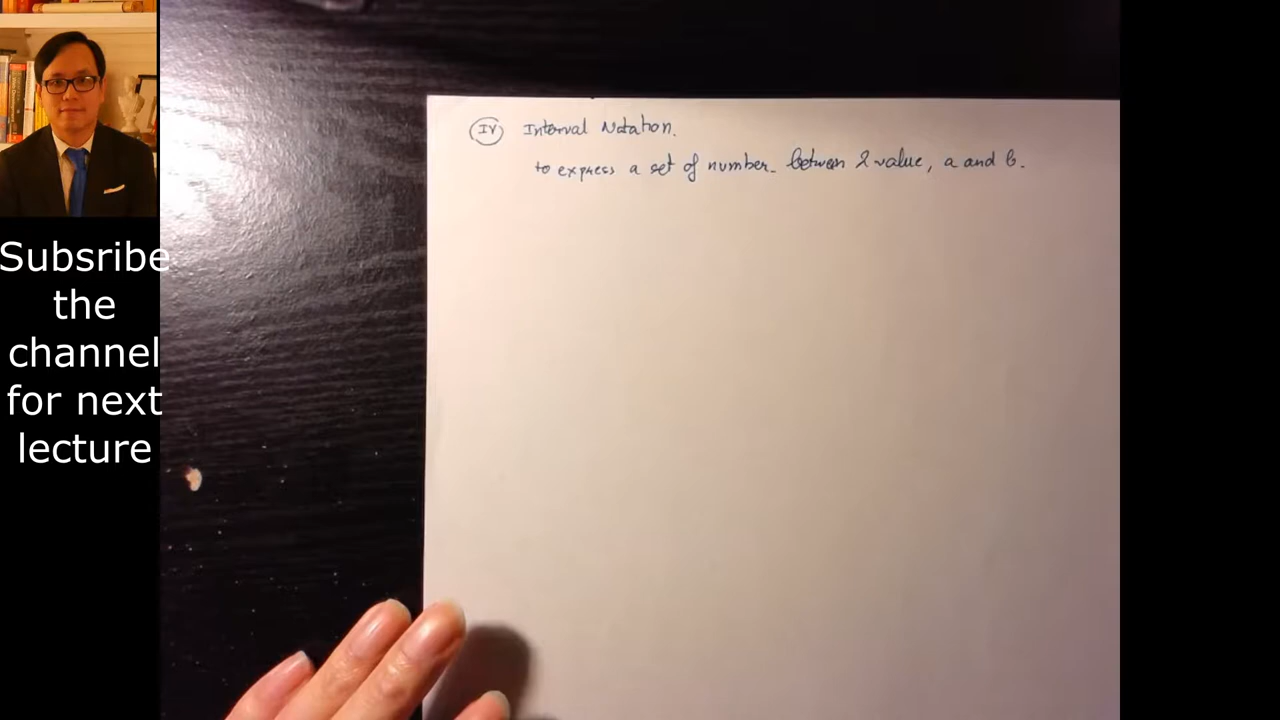 Subsribe
the
channel
for next
lecture
IV Interval Notation.
to express a set of number. between 2 value, a and b.